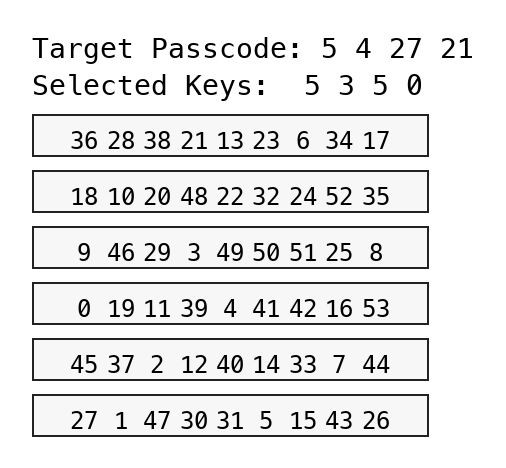 Target Passcode: 5 4 27 21
Selected Keys: 5 3 5 0
36 28 38 21 13 23 6 34 17
18 10 20 48 22 32 24 52 35
9 46 29 3 49 50 51 25 8
0 19 11 39 4 41 42 16 53
45 37 2 12 40 14 33 7 44
27 1 47 30 31 5 15 43 26